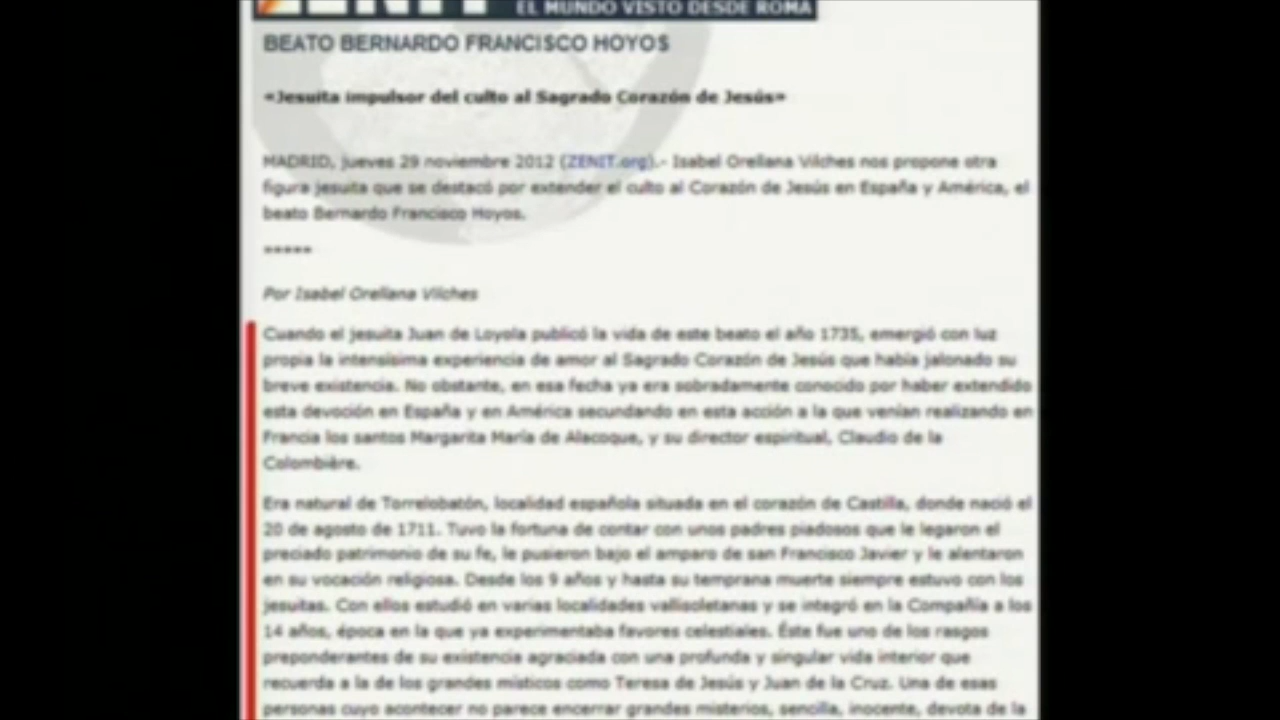 ZENIT EL MUNDO VISTO DESDE ROMA
BEATO BERNARDO FRANCISCO HOYOS
«Jesuita impulsor del culto al Sagrado Corazón de Jesús»
MADRID, jueves 29 noviembre 2012 (ZENIT.org).- Isabel Orellana Vilches nos propone otra
figura jesuita que se destacó por extender el culto al Corazón de Jesús en España y América, el
beato Bernardo Francisco Hoyos.
*****
Por Isabel Orellana Vilches
Cuando el jesuita Juan de Loyola publicó la vida de este beato el año 1735, emergió con luz
propia la intensísima experiencia de amor al Sagrado Corazón de Jesús que había jalonado su
breve existencia. No obstante, en esa fecha ya era sobradamente conocido por haber extendido
esta devoción en España y en América secundando en esta acción a la que venían realizando en
Francia los santos Margarita María de Alacoque, y su director espiritual, Claudio de la
Colombière.
Era natural de Torrelobatón, localidad española situada en el corazón de Castilla, donde nació el
20 de agosto de 1711. Tuvo la fortuna de contar con unos padres piadosos que le legaron el
preciado patrimonio de su fe, le pusieron bajo el amparo de san Francisco Javier y le alentaron
en su vocación religiosa. Desde los 9 años y hasta su temprana muerte siempre estuvo con los
jesuitas. Con ellos estudió en varias localidades vallisoletanas y se integró en la Compañía a los
14 años, época en la que ya experimentaba favores celestiales. Éste fue uno de los rasgos
preponderantes de su existencia agraciada con una profunda y singular vida interior que
recuerda a la de los grandes místicos como Teresa de Jesús y Juan de la Cruz. Una de esas
personas cuyo acontecer no parece encerrar grandes misterios, sencilla, inocente, devota de la